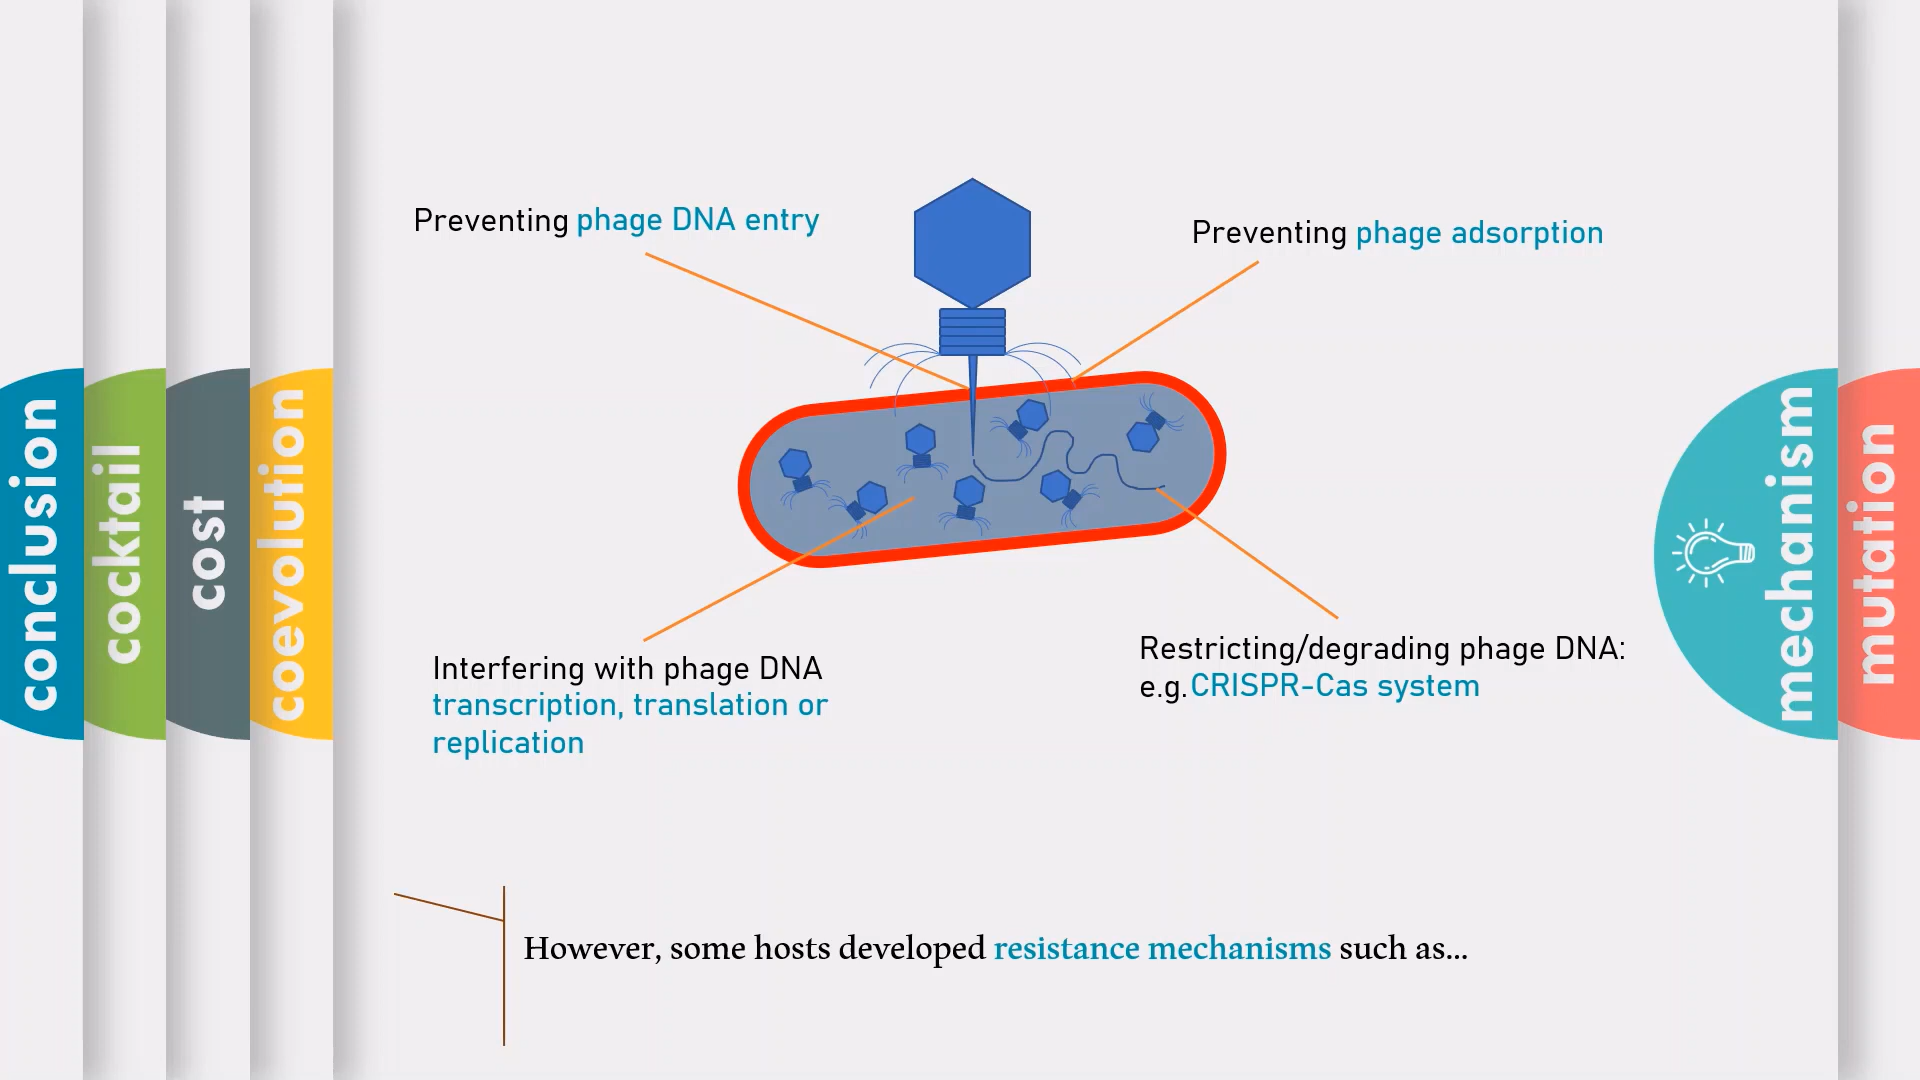 conclusion
cocktail
cost
coevolution
Preventing phage DNA entry
Preventing phage adsorption
Interfering with phage DNA
transcription, translation or
replication
Restricting/degrading phage DNA:
e.g. CRISPR-Cas system
However, some hosts developed resistance mechanisms such as...
mechanism
mutation